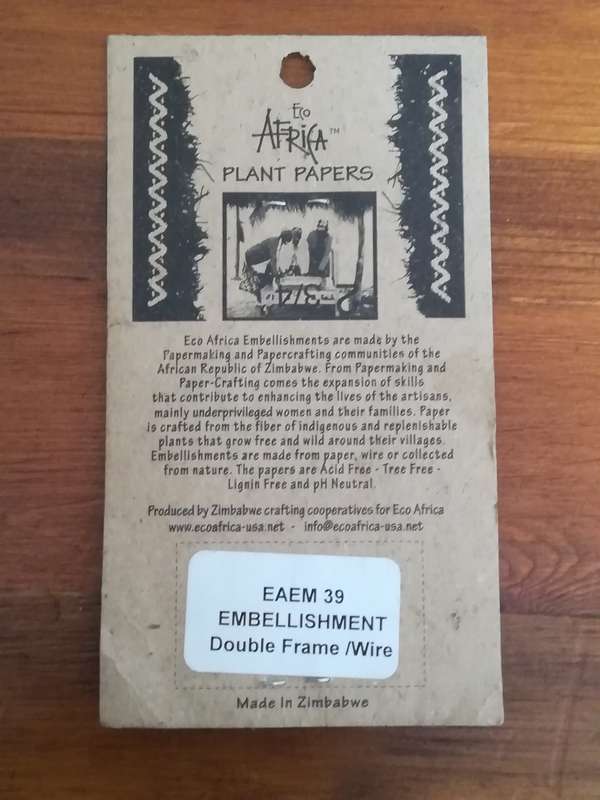 Eco
AFRICA™
PLANT PAPERS
Eco Africa Embellishments are made by the
Papermaking and Papercrafting communities of the
African Republic of Zimbabwe. From Papermaking and
Paper-Crafting comes the expansion of skills
that contribute to enhancing the lives of the artisans,
mainly underprivileged women and their families. Paper
is crafted from the fiber of indigenous and replenishable
plants that grow free and wild around their villages.
Embellishments are made from paper, wire or collected
from nature. The papers are Acid Free - Tree Free -
Lignin Free and pH Neutral.
Produced by Zimbabwe crafting cooperatives for Eco Africa
www.ecoafrica-usa.net - info@ecoafrica-usa.net
EAEM 39
EMBELLISHMENT
Double Frame /Wire
Made In Zimbabwe